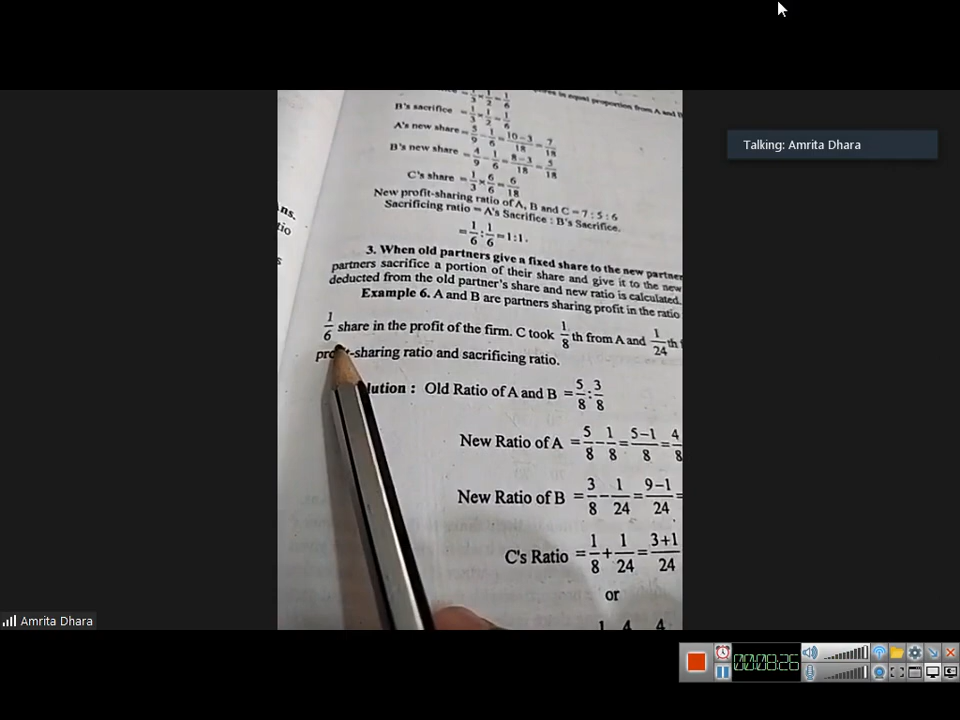 B's sacrifice = 1/3 × 1/2 = 1/6
A's new share = 5/9 − 1/6 = 10−3/18 = 7/18
B's new share = 4/9 − 1/6 = 8−3/18 = 5/18
C's share = 1/3 × 6/6 = 6/18
New profit-sharing ratio of A, B and C = 7 : 5 : 6
Sacrificing ratio = A's Sacrifice : B's Sacrifice.
= 1/6 : 1/6 = 1:1.
3. When old partners give a fixed share to the new partner
partners sacrifice a portion of their share and give it to the new
deducted from the old partner's share and new ratio is calculated.
Example 6. A and B are partners sharing profit in the ratio
1/6 share in the profit of the firm. C took 1/8 th from A and 1/24 th
-sharing ratio and sacrificing ratio.
lution : Old Ratio of A and B = 5/8 : 3/8
New Ratio of A = 5/8 − 1/8 = 5−1/8 = 4/8
New Ratio of B = 3/8 − 1/24 = 9−1/24 =
C's Ratio = 1/8 + 1/24 = 3+1/24
or
Talking: Amrita Dhara
Amrita Dhara
00:08:26